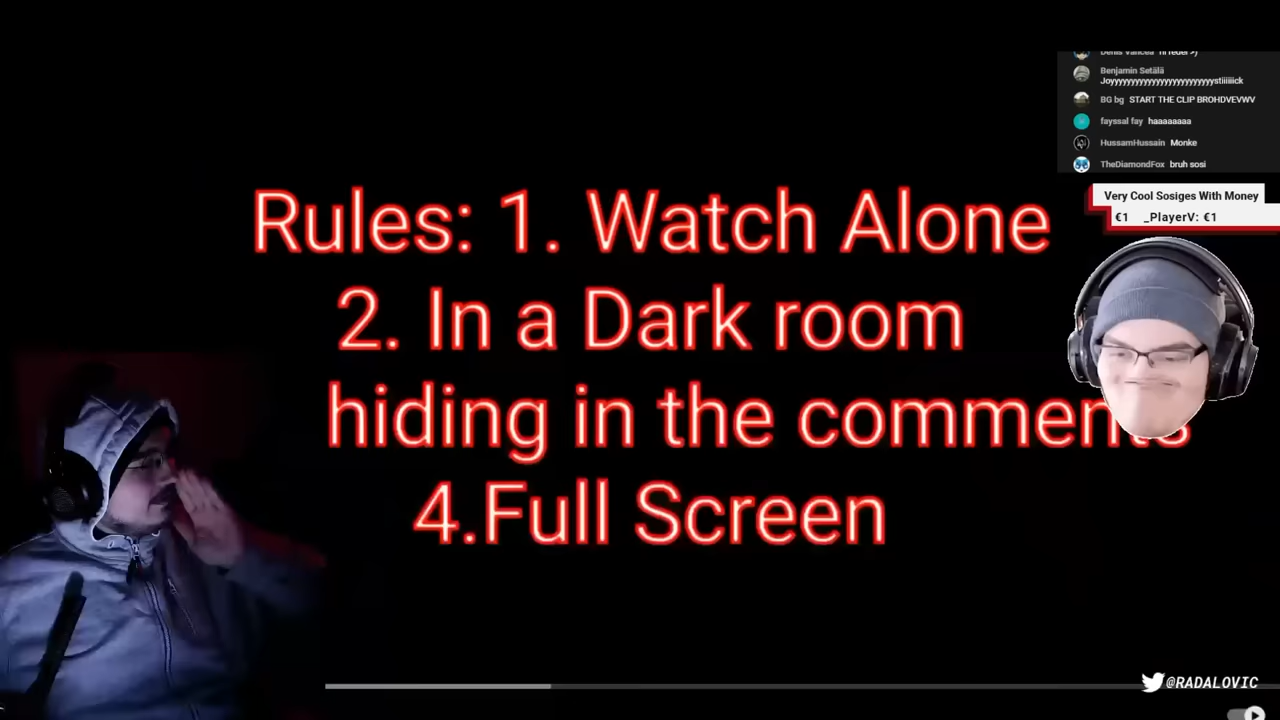 Rules: 1. Watch Alone
2. In a Dark room
hiding in the comments
4.Full Screen
Benjamin Setälä
BG bg START THE CLIP BROHDVEVWV
fayssal fay haaaaaaa
HussamHussain Monke
TheDiamondFox bruh sosi
Very Cool Sosiges With Money
€1 _PlayerV: €1
@RADALOVIC